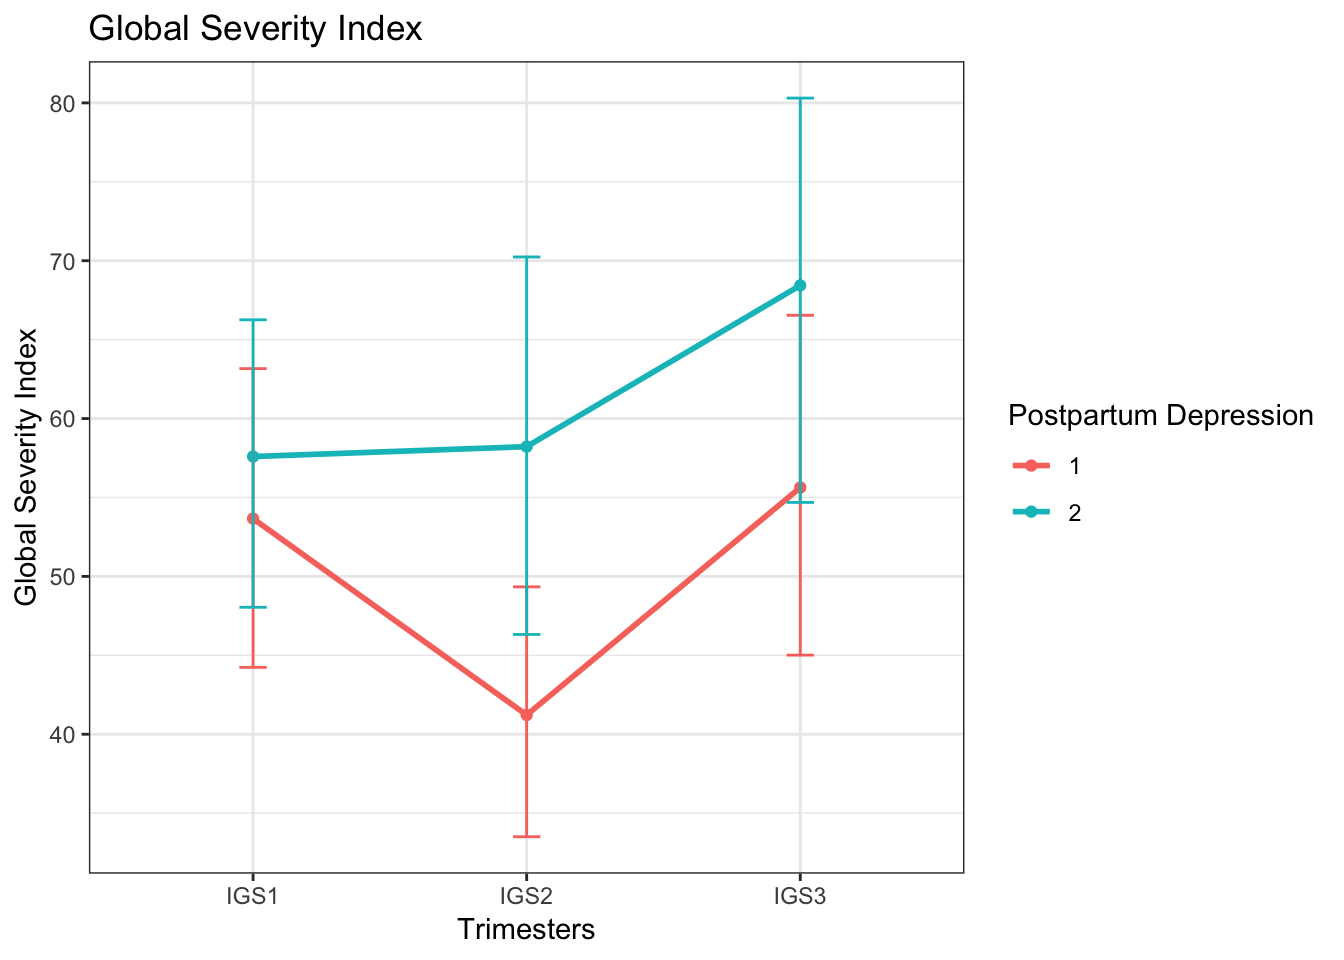 Global Severity Index
Global Severity Index
80
70
60
50
40
IGS1 IGS2 IGS3
Trimesters
Postpartum Depression
1
2